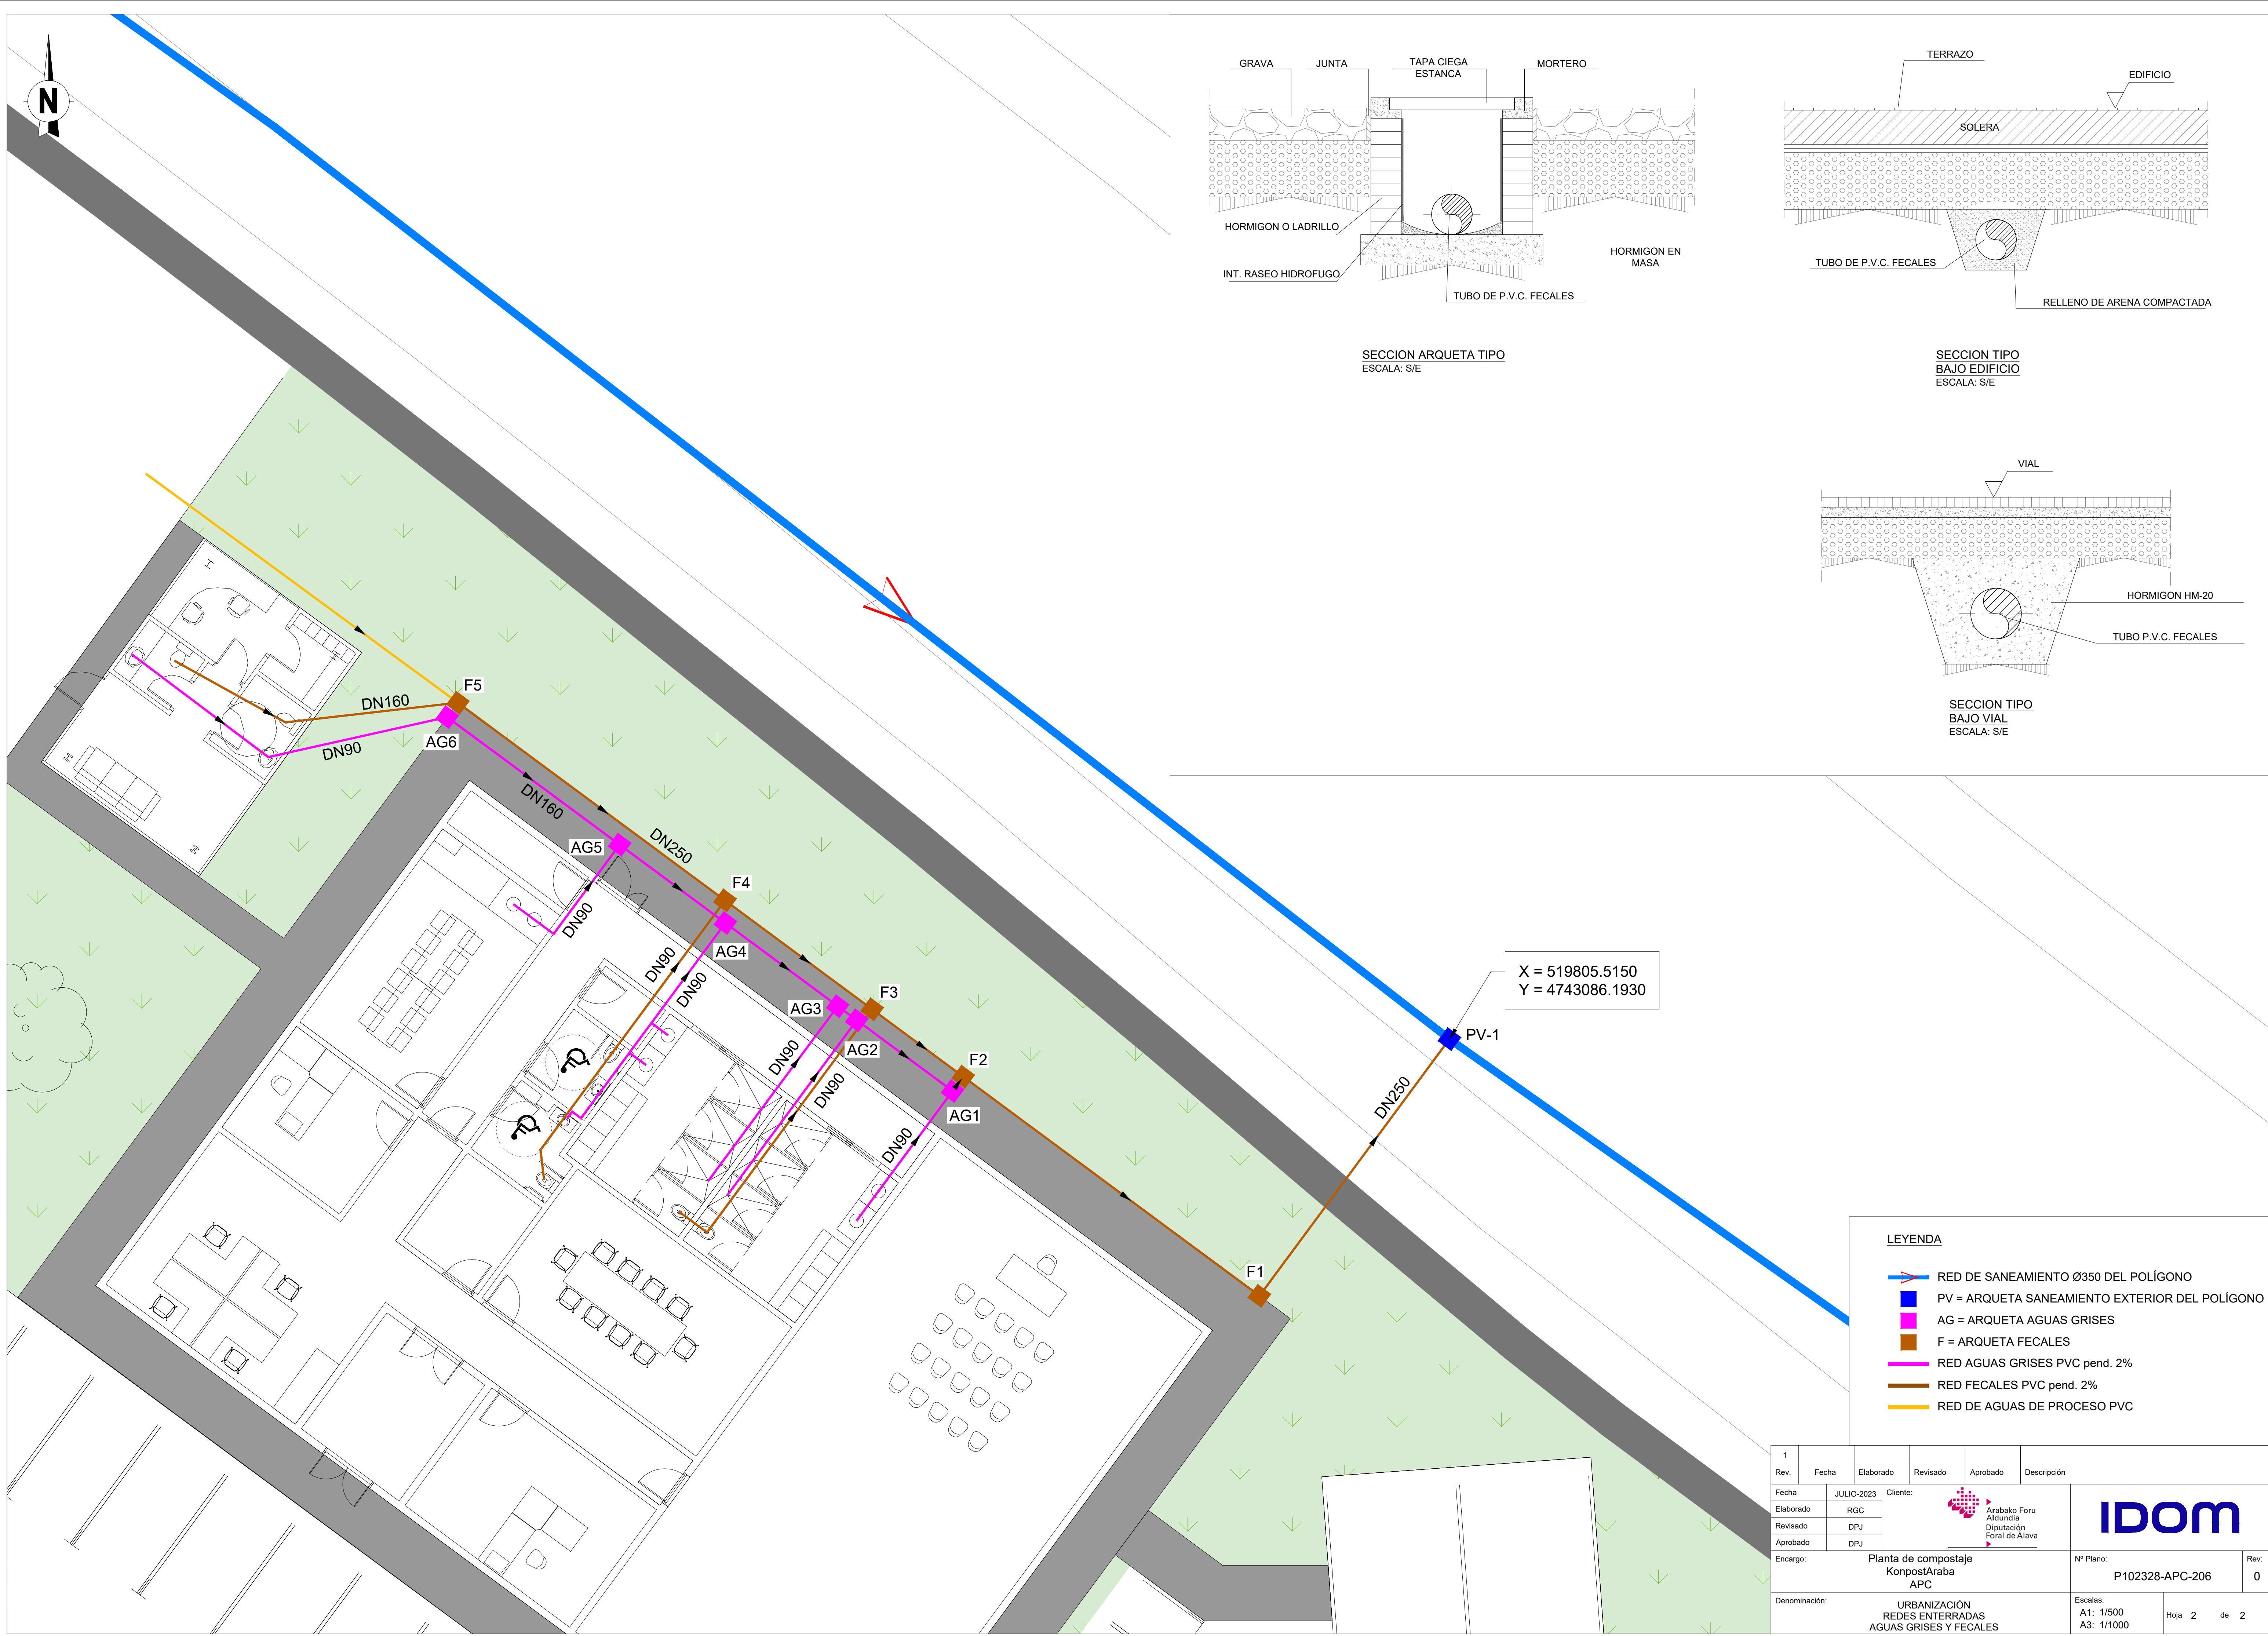 N
GRAVA
JUNTA
TAPA CIEGA
ESTANCA
MORTERO
HORMIGON O LADRILLO
INT. RASEO HIDROFUGO
HORMIGON EN
MASA
TUBO DE P.V.C. FECALES
SECCION ARQUETA TIPO
ESCALA: S/E
TERRAZO
EDIFICIO
SOLERA
TUBO DE P.V.C. FECALES
RELLENO DE ARENA COMPACTADA
SECCION TIPO
BAJO EDIFICIO
ESCALA: S/E
VIAL
HORMIGON HM-20
TUBO P.V.C. FECALES
SECCION TIPO
BAJO VIAL
ESCALA: S/E
F5
DN160
AG6
DN90
DN160
AG5
DN250
F4
DN90
AG4
DN90
DN90
F3
AG3
AG2
DN90
DN90
F2
AG1
DN90
F1
DN250
PV-1
X = 519805.5150
Y = 4743086.1930
LEYENDA
RED DE SANEAMIENTO Ø350 DEL POLÍGONO
PV = ARQUETA SANEAMIENTO EXTERIOR DEL POLÍGONO
AG = ARQUETA AGUAS GRISES
F = ARQUETA FECALES
RED AGUAS GRISES PVC pend. 2%
RED FECALES PVC pend. 2%
RED DE AGUAS DE PROCESO PVC
1
Rev. Fecha Elaborado Revisado Aprobado Descripción
Fecha JULIO-2023
Elaborado RGC
Revisado DPJ
Aprobado DPJ
Cliente:
Arabako Foru
Aldundia
Diputación
Foral de Álava
IDOM
Encargo:
Planta de compostaje
KonpostAraba
APC
Nº Plano:
P102328-APC-206
Rev:
0
Denominación:
URBANIZACIÓN
REDES ENTERRADAS
AGUAS GRISES Y FECALES
Escalas:
A1: 1/500
A3: 1/1000
Hoja 2 de 2